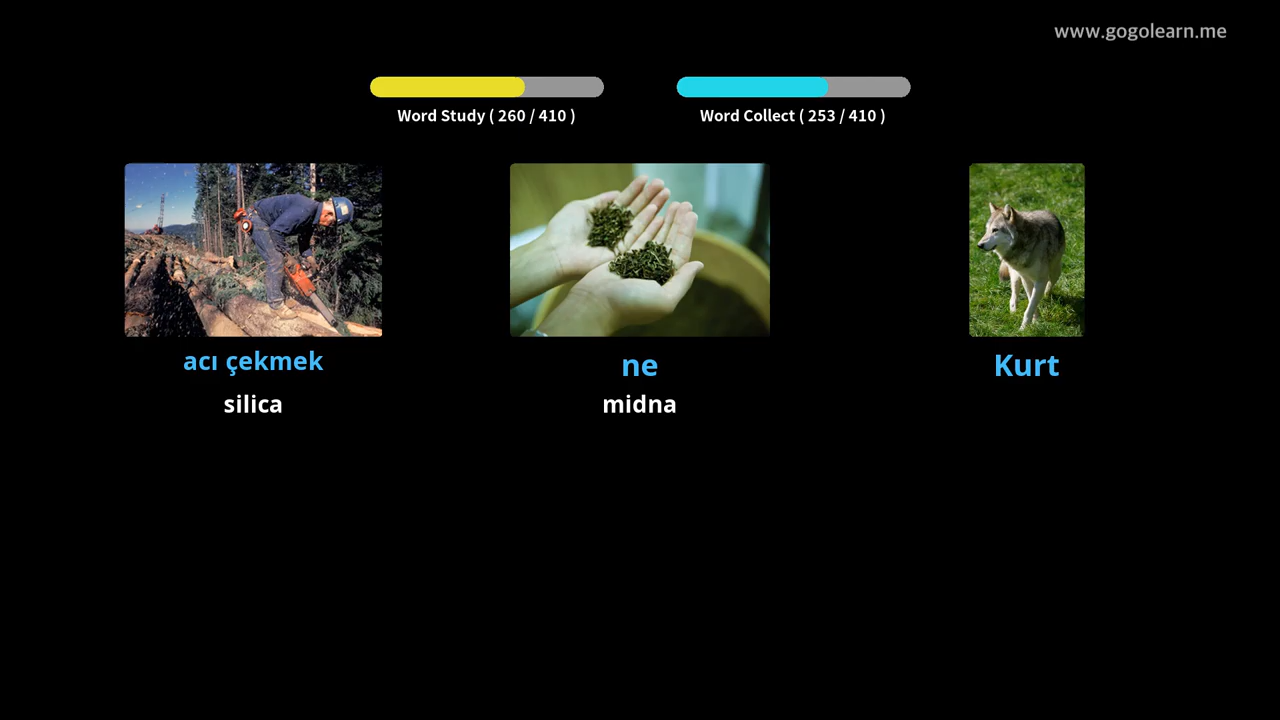 www.gogolearn.me
Word Study ( 260 / 410 )
Word Collect ( 253 / 410 )
acı çekmek
silica
ne
midna
Kurt